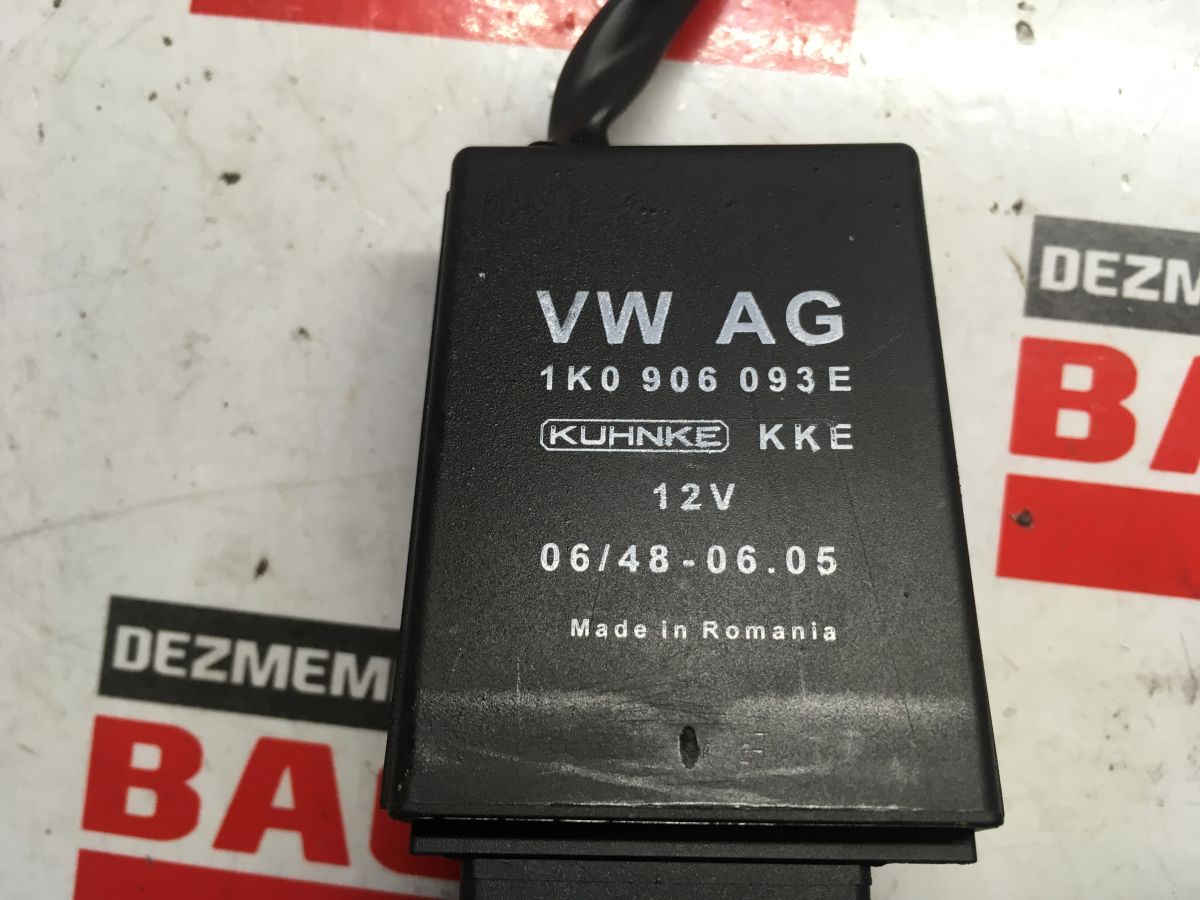 VW AG
1K0 906 093E
KUHNKE KKE
12V
06/48-06.05
Made in Romania
DEZM
BA
DEZMEM
BA